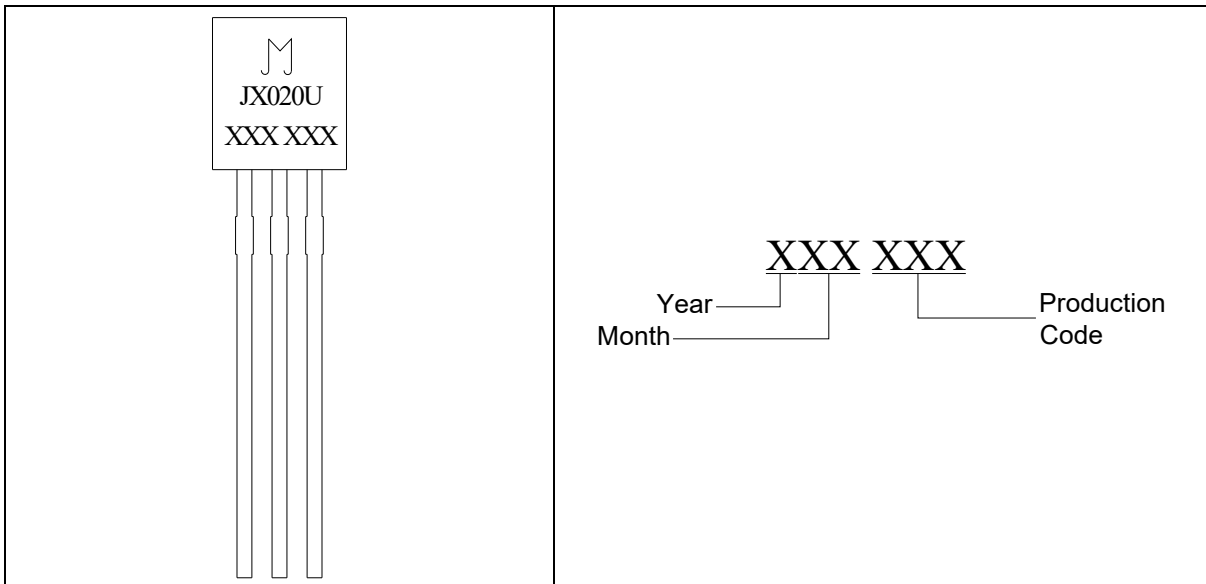 JX020U
XXX XXX
XXX XXX
Year
Month
Production
Code